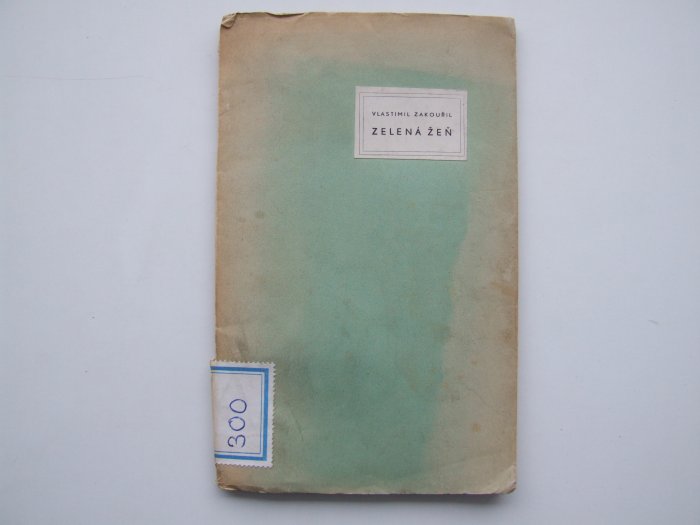 VLASTIMIL ZAKOUŘIL
ZELENÁ ŽEŇ
300